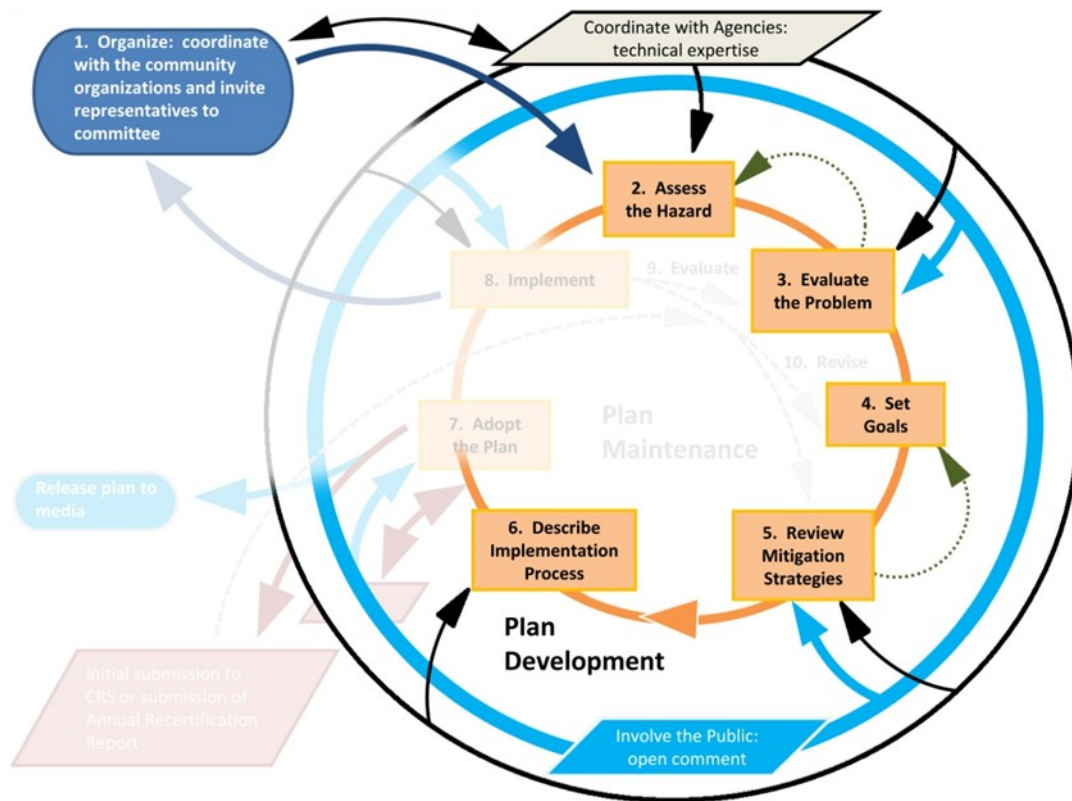 Coordinate with Agencies:
technical expertise
1. Organize: coordinate
with the community
organizations and invite
representatives to
committee
2. Assess
the Hazard
3. Evaluate
the Problem
8. Implement
9. Evaluate
10. Revise
4. Set
Goals
7. Adopt
the Plan
Plan
Maintenance
Release plan to
media
6. Describe
Implementation
Process
5. Review
Mitigation
Strategies
Plan
Development
Initial submission to
CRS or submission of
Annual Recertification
Report
Involve the Public:
open comment